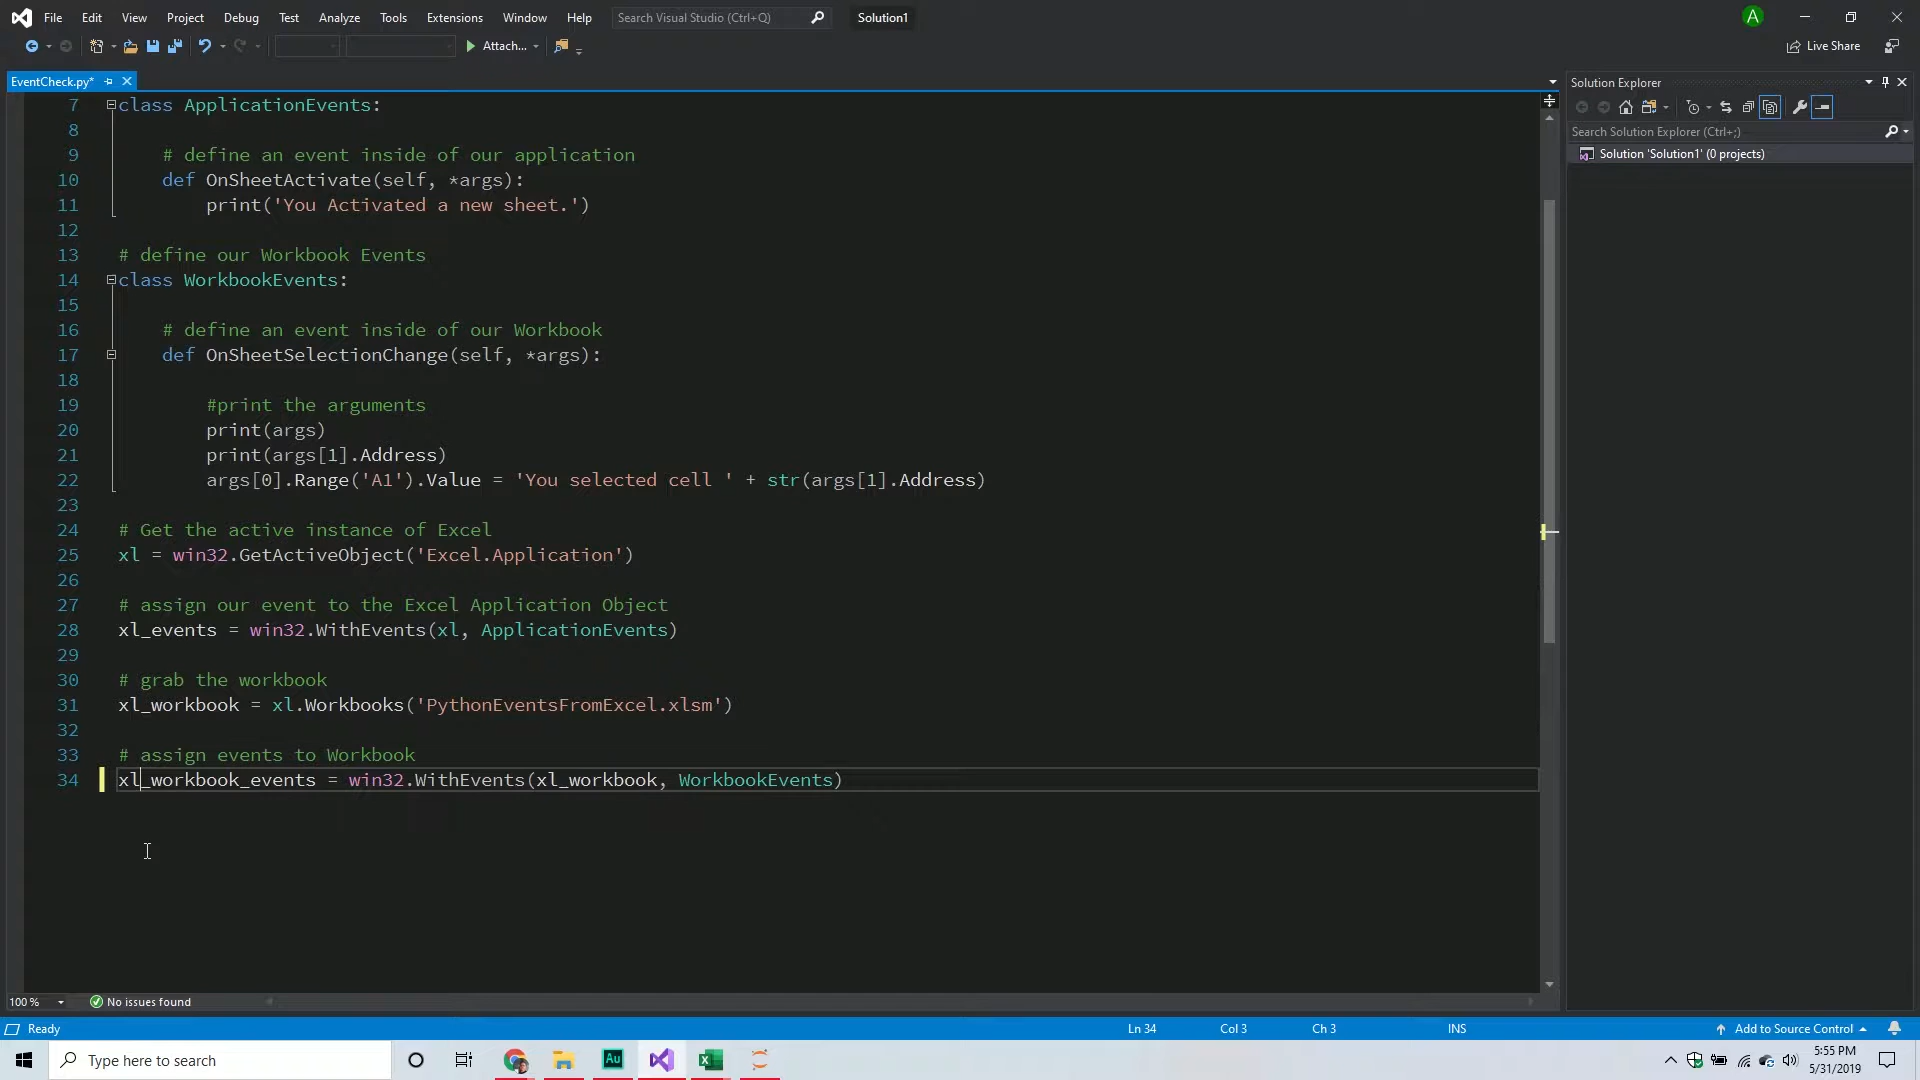 File Edit View Project Debug Test Analyze Tools Extensions Window Help Search Visual Studio (Ctrl+Q) Solution1 A
Attach... Live Share
EventCheck.py*
Solution Explorer
Search Solution Explorer (Ctrl+;)
Solution 'Solution1' (0 projects)
7 class ApplicationEvents:
8
9 # define an event inside of our application
10 def OnSheetActivate(self, *args):
11 print('You Activated a new sheet.')
12
13 # define our Workbook Events
14 class WorkbookEvents:
15
16 # define an event inside of our Workbook
17 def OnSheetSelectionChange(self, *args):
18
19 #print the arguments
20 print(args)
21 print(args[1].Address)
22 args[0].Range('A1').Value = 'You selected cell ' + str(args[1].Address)
23
24 # Get the active instance of Excel
25 xl = win32.GetActiveObject('Excel.Application')
26
27 # assign our event to the Excel Application Object
28 xl_events = win32.WithEvents(xl, ApplicationEvents)
29
30 # grab the workbook
31 xl_workbook = xl.Workbooks('PythonEventsFromExcel.xlsm')
32
33 # assign events to Workbook
34 xl_workbook_events = win32.WithEvents(xl_workbook, WorkbookEvents)
100 % No issues found
Ready Ln 34 Col 3 Ch 3 INS Add to Source Control
Type here to search Au 5:55 PM
5/31/2019